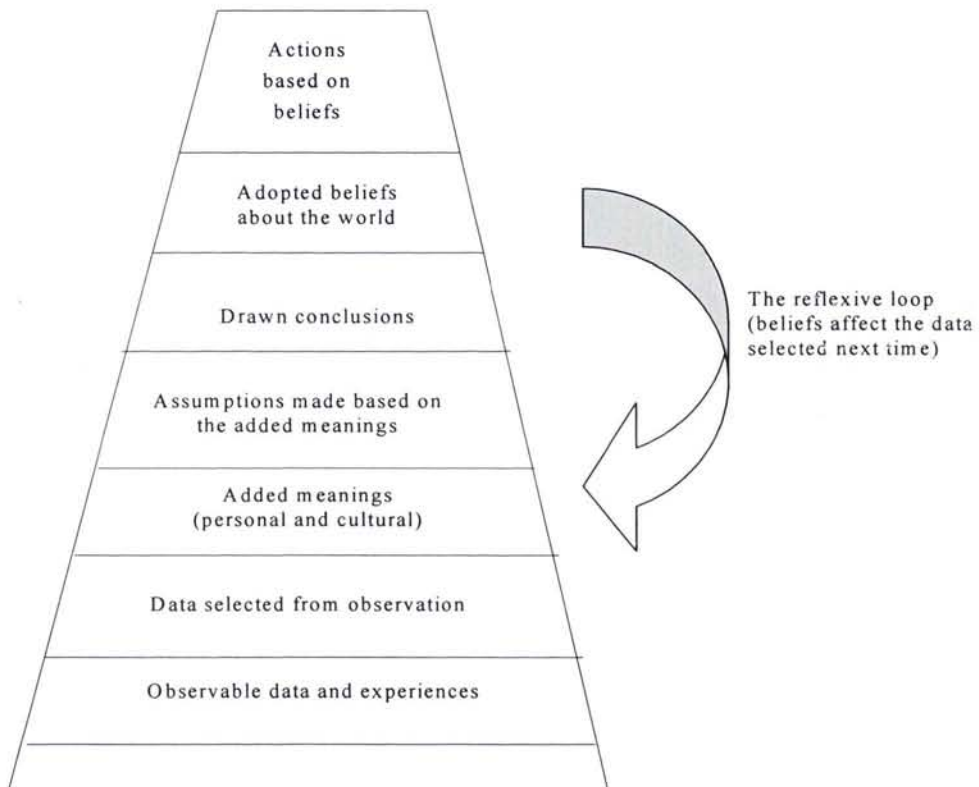 Actions
based on
beliefs
Adopted beliefs
about the world
The reflexive loop
(beliefs affect the data
selected next time)
Drawn conclusions
Assumptions made based on
the added meanings
Added meanings
(personal and cultural)
Data selected from observation
Observable data and experiences